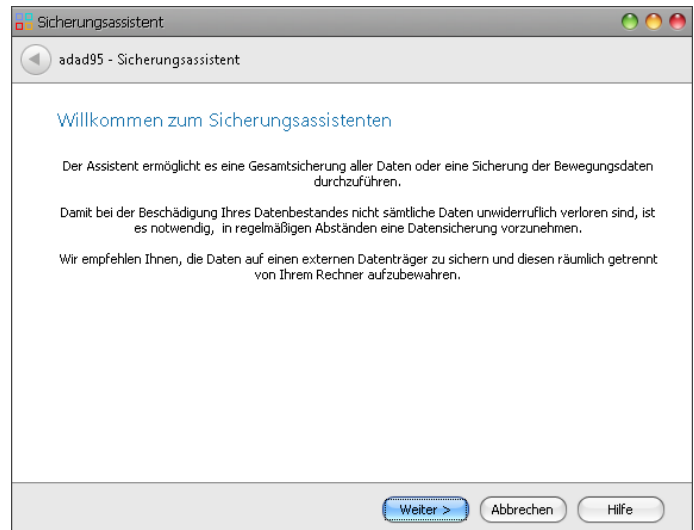 Sicherungsassistent
adad95 - Sicherungsassistent
Willkommen zum Sicherungsassistenten
Der Assistent ermöglicht es eine Gesamtsicherung aller Daten oder eine Sicherung der Bewegungsdaten
durchzuführen.
Damit bei der Beschädigung Ihres Datenbestandes nicht sämtliche Daten unwiderruflich verloren sind, ist
es notwendig, in regelmäßigen Abständen eine Datensicherung vorzunehmen.
Wir empfehlen Ihnen, die Daten auf einen externen Datenträger zu sichern und diesen räumlich getrennt
von Ihrem Rechner aufzubewahren.
Weiter > Abbrechen Hilfe